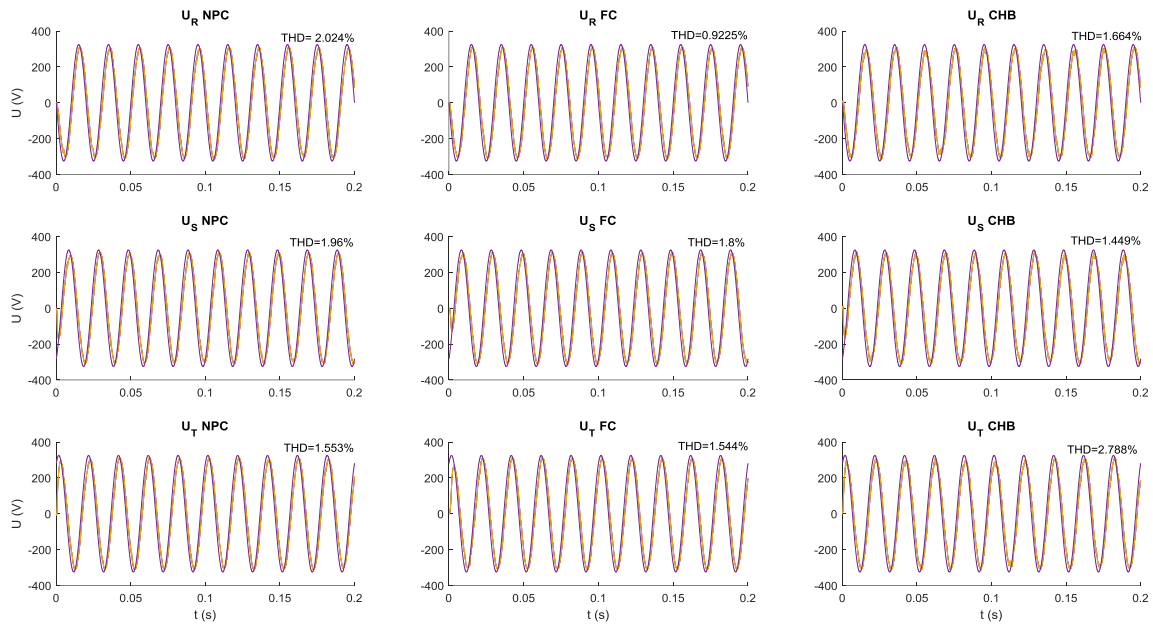 U_R NPC
THD= 2.024%
400
200
0
-200
-400
U (V)
0 0.05 0.1 0.15 0.2
U_R FC
THD=0.9225%
400
200
0
-200
-400
0 0.05 0.1 0.15 0.2
U_R CHB
THD=1.664%
400
200
0
-200
-400
0 0.05 0.1 0.15 0.2
U_S NPC
THD=1.96%
400
200
0
-200
-400
U (V)
0 0.05 0.1 0.15 0.2
U_S FC
THD=1.8%
400
200
0
-200
-400
0 0.05 0.1 0.15 0.2
U_S CHB
THD=1.449%
400
200
0
-200
-400
0 0.05 0.1 0.15 0.2
U_T NPC
THD=1.553%
400
200
0
-200
-400
U (V)
0 0.05 0.1 0.15 0.2
t (s)
U_T FC
THD=1.544%
400
200
0
-200
-400
0 0.05 0.1 0.15 0.2
t (s)
U_T CHB
THD=2.788%
400
200
0
-200
-400
0 0.05 0.1 0.15 0.2
t (s)